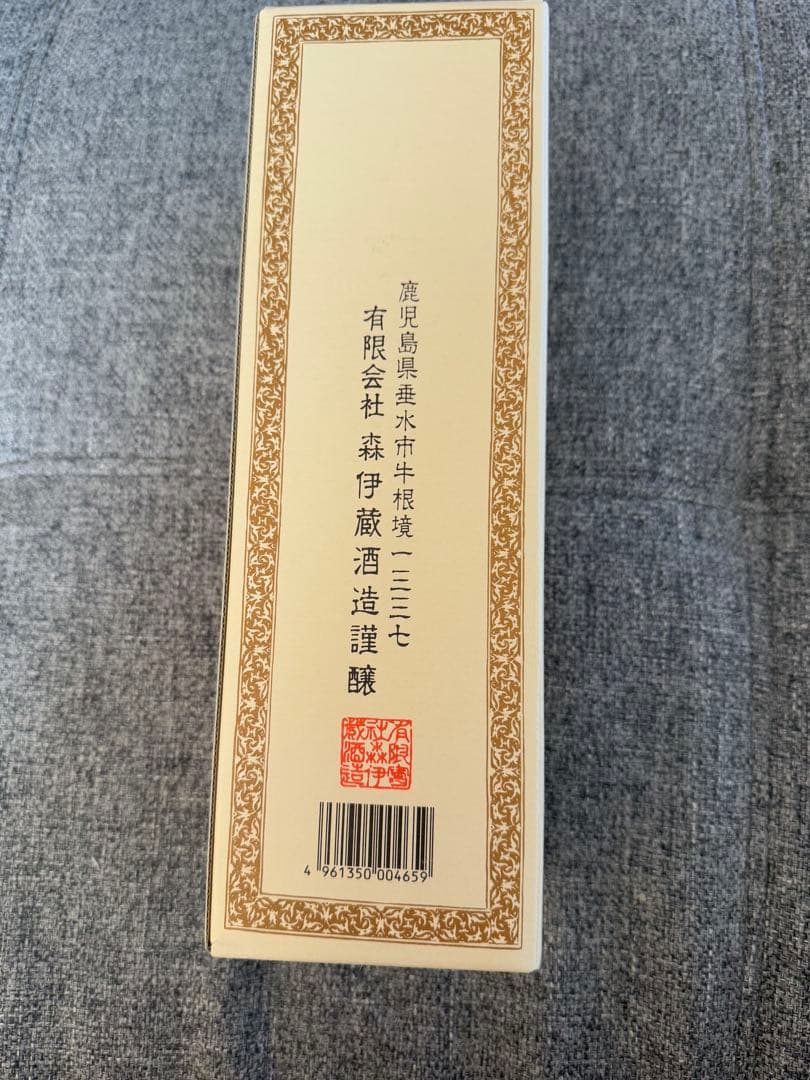 鹿児島県垂水市牛根境一三三七
有限会社 森伊蔵酒造謹醸
有限會
社森伊
蔵酒造
4 961350 004659